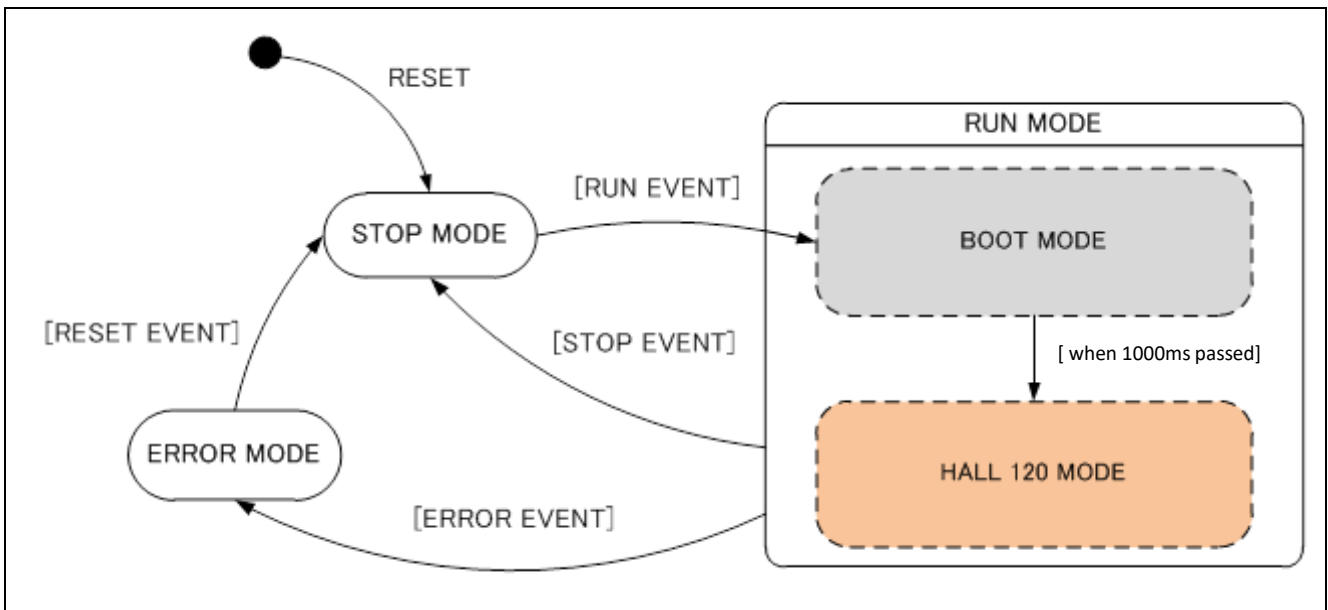 RESET
RUN MODE
[RUN EVENT]
STOP MODE
BOOT MODE
[RESET EVENT]
[STOP EVENT]
[ when 1000ms passed]
ERROR MODE
HALL 120 MODE
[ERROR EVENT]